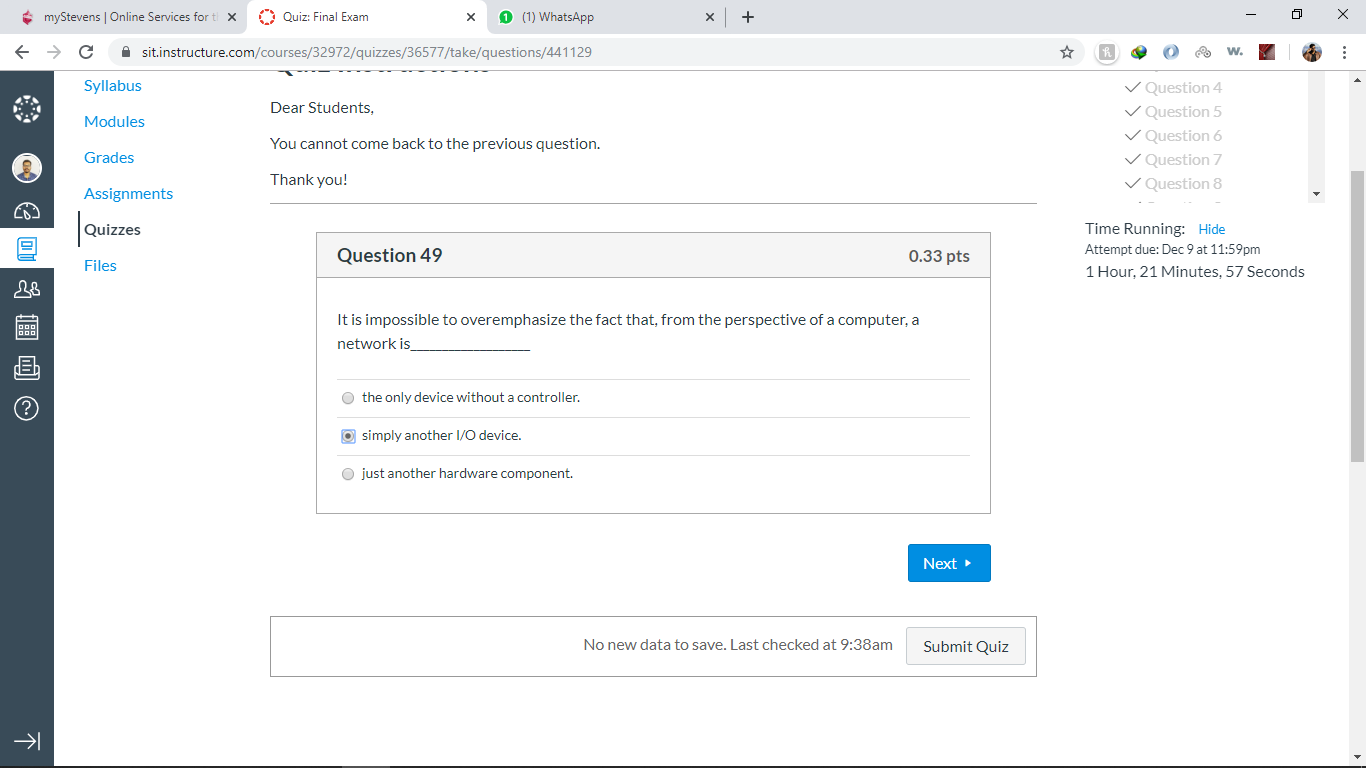 myStevens | Online Services for t
Quiz: Final Exam
1
(1) WhatsApp
sit.instructure.com/courses/32972/quizzes/36577/take/questions/441129
w.
Syllabus
Modules
Grades
Assignments
Quizzes
Files
Quiz Instructions
Dear Students,
You cannot come back to the previous question.
Thank you!
Question 49
0.33 pts
It is impossible to overemphasize the fact that, from the perspective of a computer, a
network is__________________
the only device without a controller.
simply another I/O device.
just another hardware component.
Next
No new data to save. Last checked at 9:38am
Submit Quiz
Question 4
Question 5
Question 6
Question 7
Question 8
Time Running: Hide
Attempt due: Dec 9 at 11:59pm
1 Hour, 21 Minutes, 57 Seconds